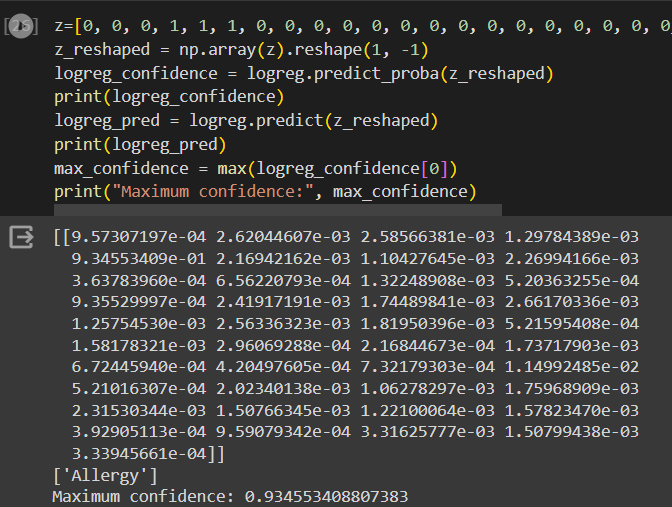 [26] z=[0, 0, 0, 1, 1, 1, 0, 0, 0, 0, 0, 0, 0, 0, 0, 0, 0, 0, 0, 0, 0,
z_reshaped = np.array(z).reshape(1, -1)
logreg_confidence = logreg.predict_proba(z_reshaped)
print(logreg_confidence)
logreg_pred = logreg.predict(z_reshaped)
print(logreg_pred)
max_confidence = max(logreg_confidence[0])
print("Maximum confidence:", max_confidence)
[[9.57307197e-04 2.62044607e-03 2.58566381e-03 1.29784389e-03
9.34553409e-01 2.16942162e-03 1.10427645e-03 2.26994166e-03
3.63783960e-04 6.56220793e-04 1.32248908e-03 5.20363255e-04
9.35529997e-04 2.41917191e-03 1.74489841e-03 2.66170336e-03
1.25754530e-03 2.56336323e-03 1.81950396e-03 5.21595408e-04
1.58178321e-03 2.96069288e-04 2.16844673e-04 1.73717903e-03
6.72445940e-04 4.20497605e-04 7.32179303e-04 1.14992485e-02
5.21016307e-04 2.02340138e-03 1.06278297e-03 1.75968909e-03
2.31530344e-03 1.50766345e-03 1.22100064e-03 1.57823470e-03
3.92905113e-04 9.59079342e-04 3.31625777e-03 1.50799438e-03
3.33945661e-04]]
['Allergy']
Maximum confidence: 0.934553408807383